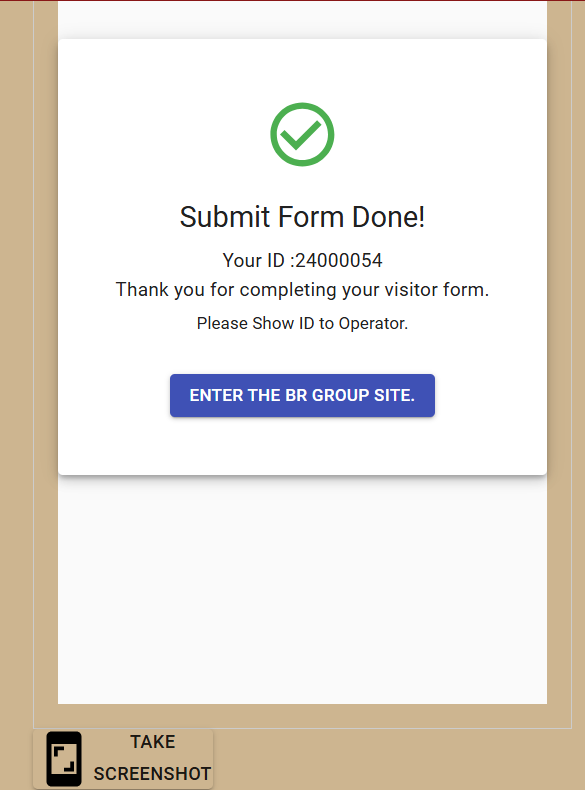 Submit Form Done!
Your ID :24000054
Thank you for completing your visitor form.
Please Show ID to Operator.
ENTER THE BR GROUP SITE.
TAKE
SCREENSHOT